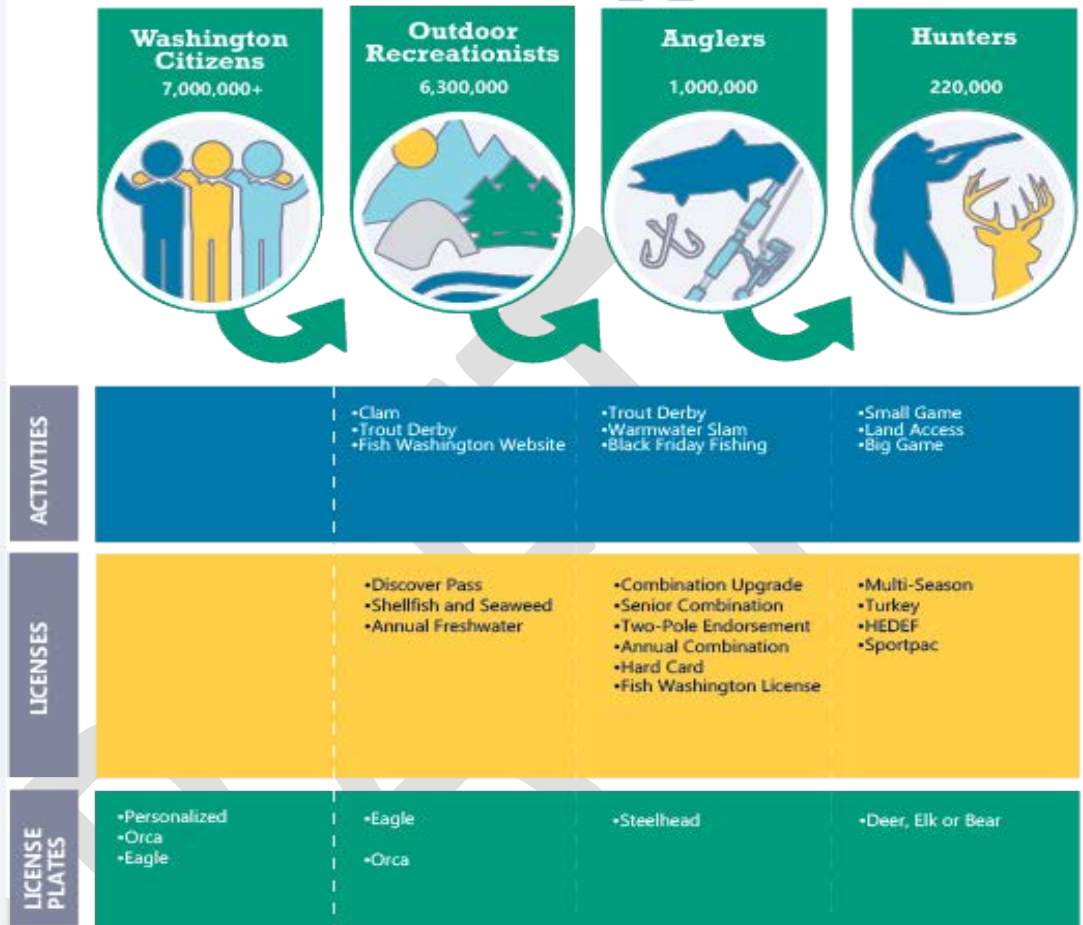 Washington
Citizens
7,000,000+
Outdoor
Recreationists
6,300,000
Anglers
1,000,000
Hunters
220,000
ACTIVITIES
•Clam
•Trout Derby
•Fish Washington Website
•Trout Derby
•Warmwater Slam
•Black Friday Fishing
•Small Game
•Land Access
•Big Game
LICENSES
•Discover Pass
•Shellfish and Seaweed
•Annual Freshwater
•Combination Upgrade
•Senior Combination
•Two-Pole Endorsement
•Annual Combination
•Hard Card
•Fish Washington License
•Multi-Season
•Turkey
•HEDEF
•Sportpac
LICENSE
PLATES
•Personalized
•Orca
•Eagle
•Eagle
•Orca
•Steelhead
•Deer, Elk or Bear